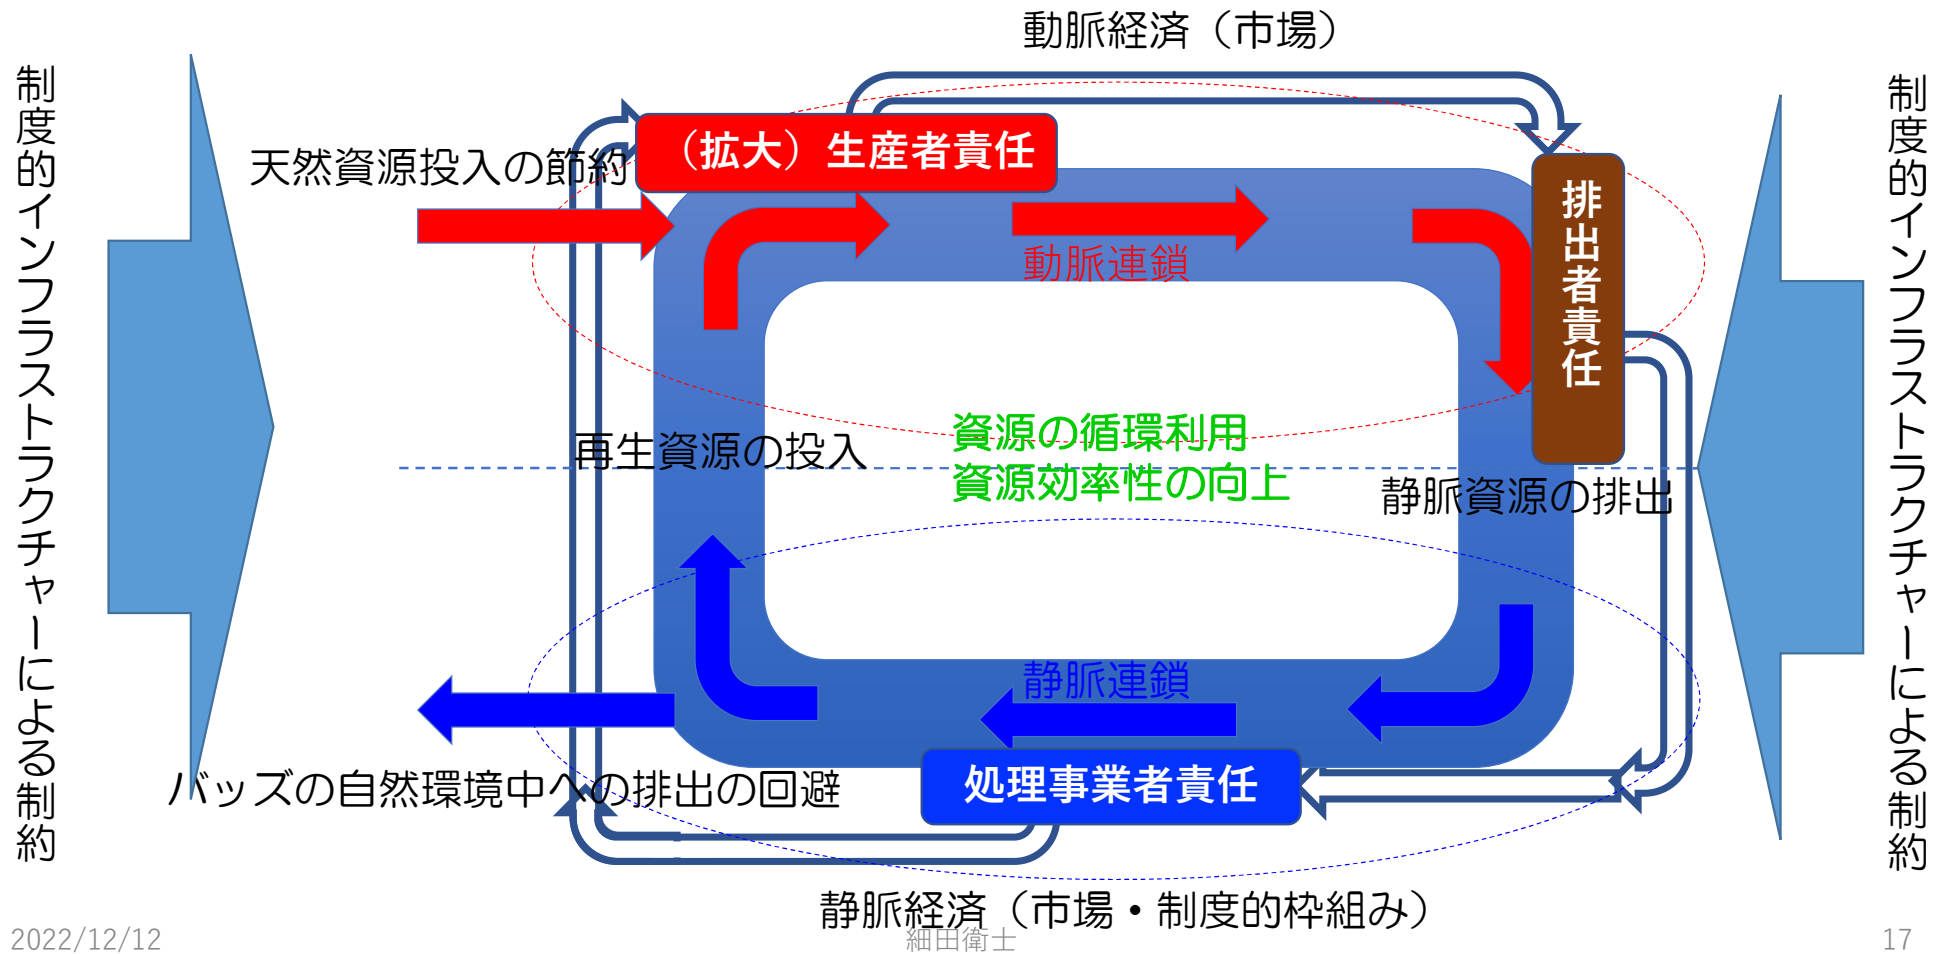 動脈経済（市場）
制度的インフラストラクチャーによる制約
制度的インフラストラクチャーによる制約
（拡大）生産者責任
天然資源投入の節約
排出者責任
動脈連鎖
資源の循環利用
再生資源の投入
資源効率性の向上
静脈資源の排出
静脈連鎖
処理事業者責任
バッズの自然環境中への排出の回避
静脈経済（市場・制度的枠組み）
2022/12/12
細田衛士
17